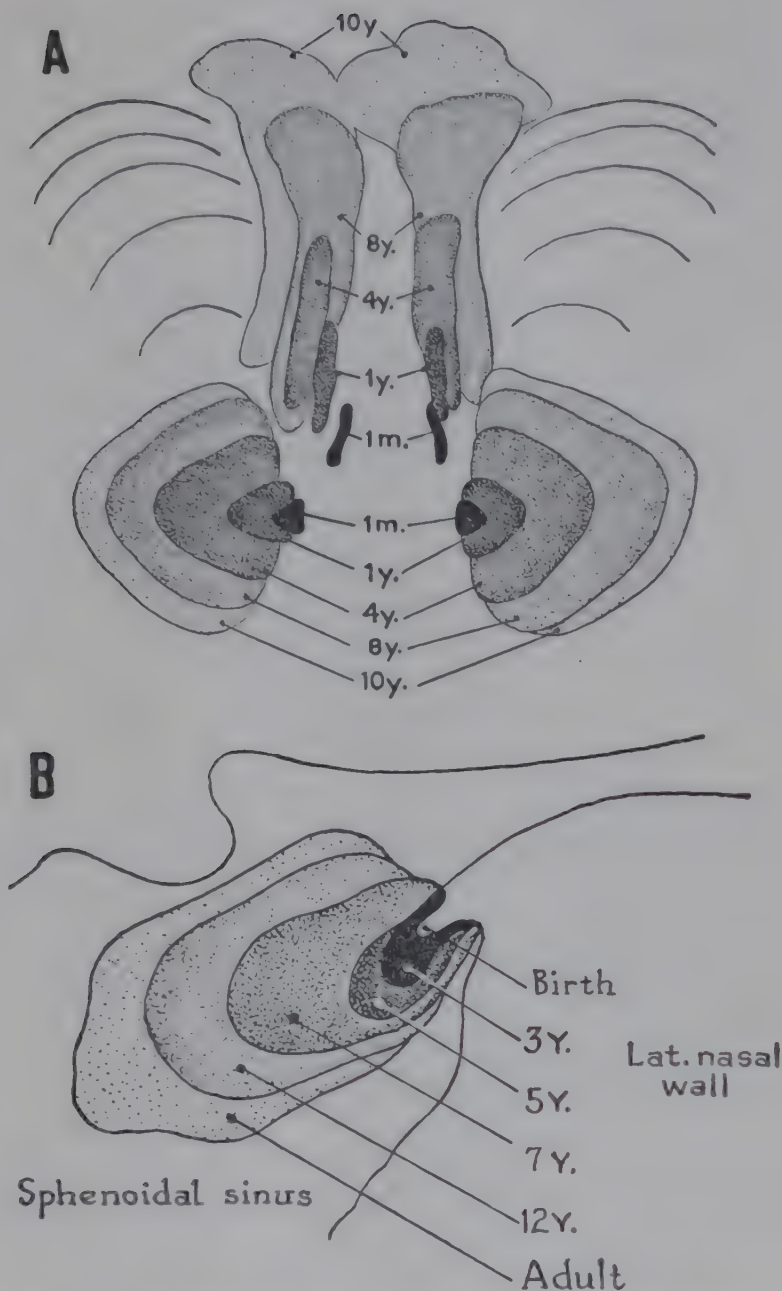 A
10y
8y.
4y.
1y.
1m.
1m.
1y.
4y.
8y.
10y.
B
Birth
3Y.
Lat. nasal
wall
5Y.
7Y.
Sphenoidal sinus
12Y.
Adult